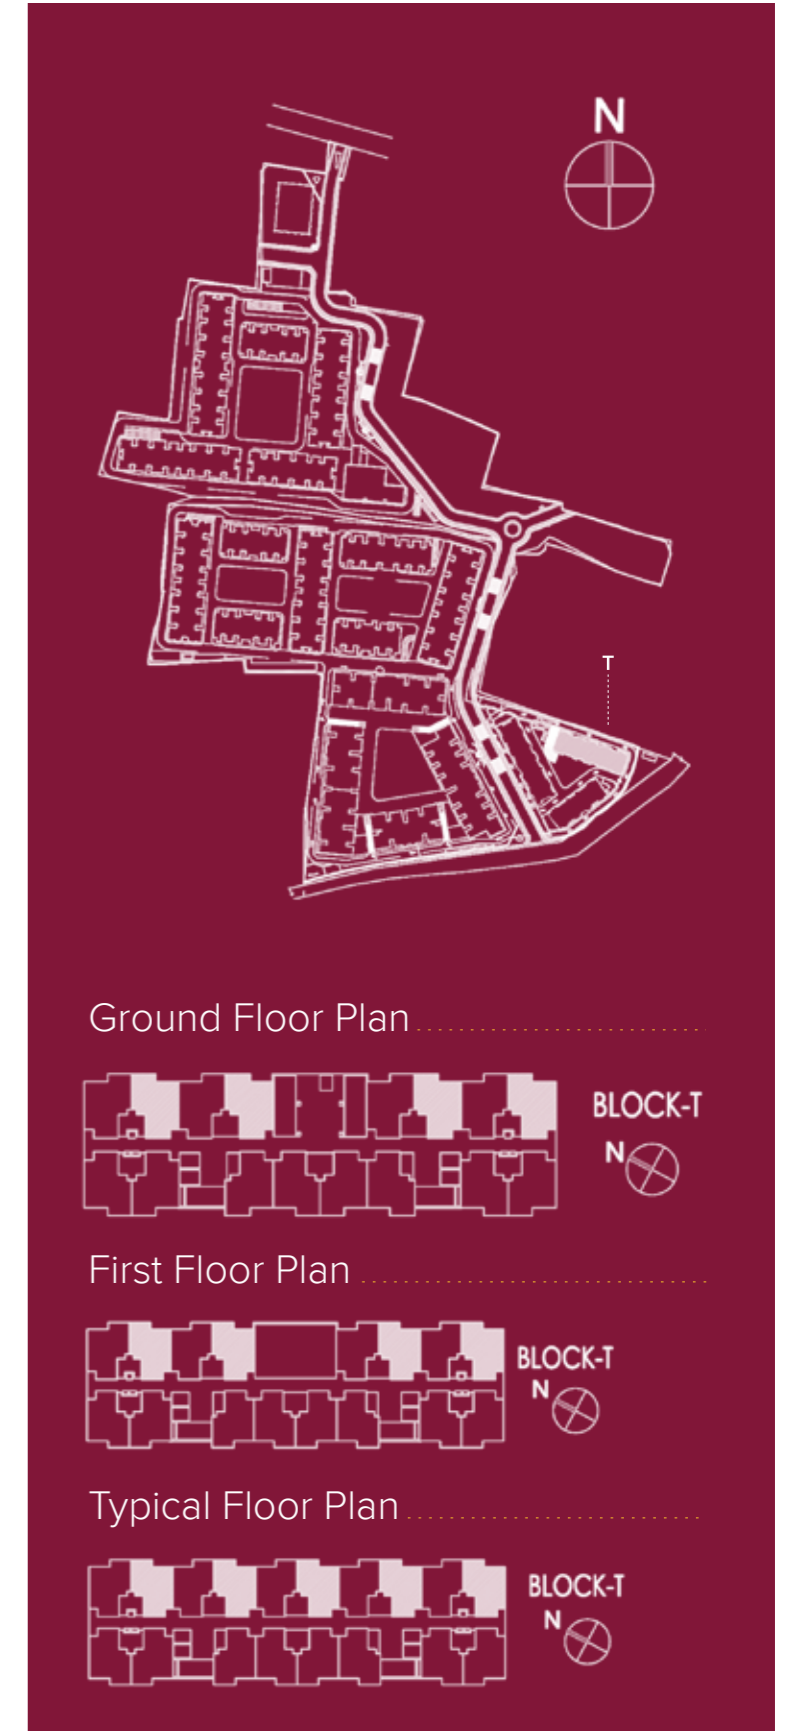 N
T
Ground Floor Plan
BLOCK-T
N
First Floor Plan
BLOCK-T
N
Typical Floor Plan
BLOCK-T
N